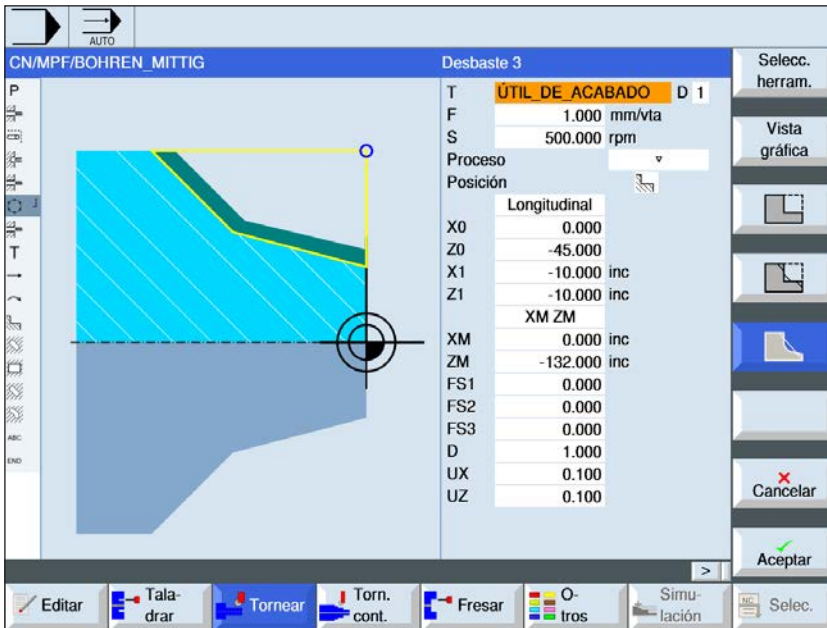 AUTO
CN/MPF/BOHREN_MITTIG
Desbaste 3
P
T
ABC
END
T ÚTIL_DE_ACABADO D 1
F 1.000 mm/vta
S 500.000 rpm
Proceso
Posición
Longitudinal
X0 0.000
Z0 -45.000
X1 -10.000 inc
Z1 -10.000 inc
XM ZM
XM 0.000 inc
ZM -132.000 inc
FS1 0.000
FS2 0.000
FS3 0.000
D 1.000
UX 0.100
UZ 0.100
Selecc.
herram.
Vista
gráfica
Cancelar
Aceptar
>
Editar
Tala-
drar
Tornear
Torn.
cont.
Fresar
O-
tros
Simu-
lación
NC
Selec.